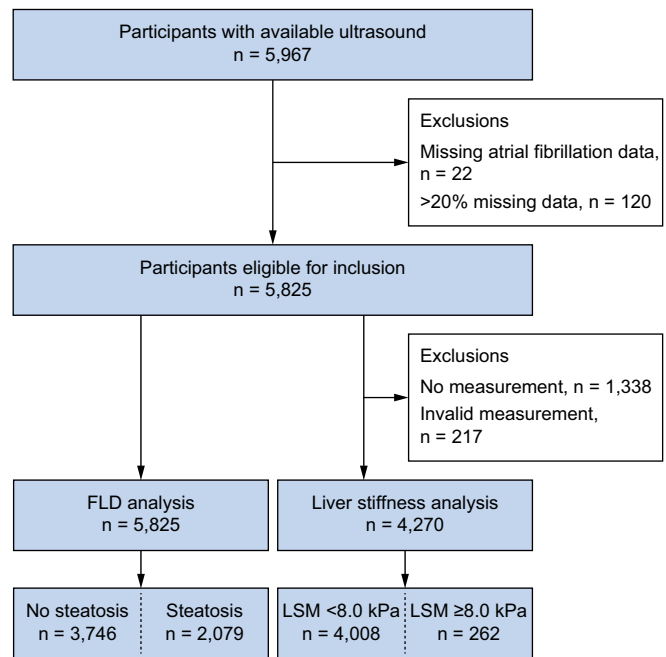 Participants with available ultrasound
n = 5,967
Exclusions
Missing atrial fibrillation data,
n = 22
>20% missing data, n = 120
Participants eligible for inclusion
n = 5,825
Exclusions
No measurement, n = 1,338
Invalid measurement,
n = 217
FLD analysis
n = 5,825
Liver stiffness analysis
n = 4,270
No steatosis
n = 3,746
Steatosis
n = 2,079
LSM <8.0 kPa
n = 4,008
LSM ≥8.0 kPa
n = 262